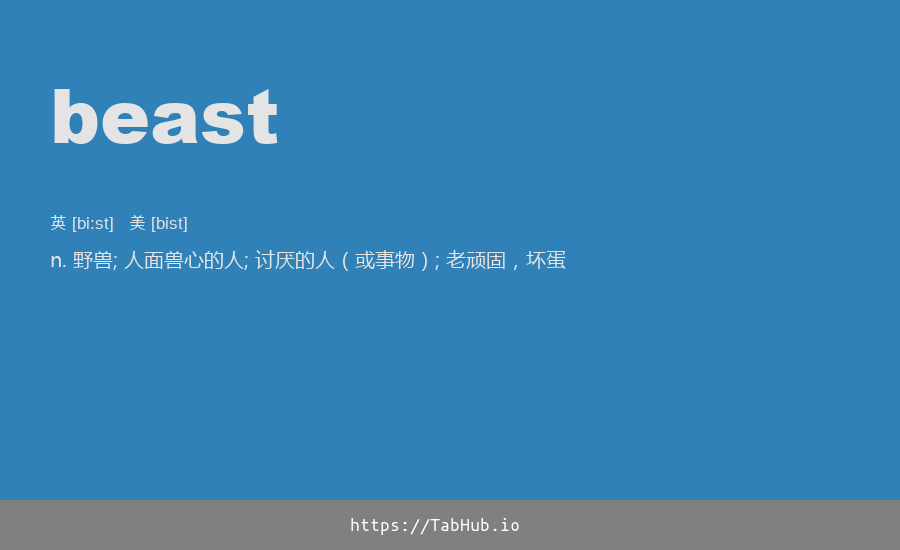 beast
英 [bi:st] 美 [bist]
n. 野兽; 人面兽心的人; 讨厌的人（或事物）; 老顽固，坏蛋
https://TabHub.io